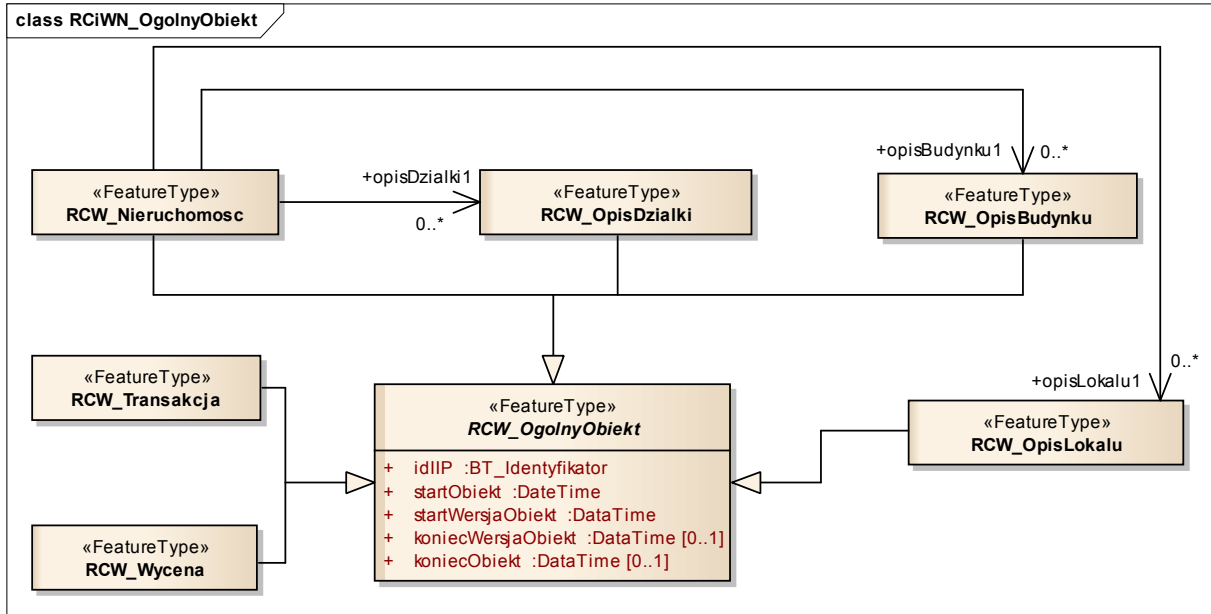 class RCiWN_OgolnyObiekt
«FeatureType»
RCW_Nieruchomosc
+opisDzialki1
0..*
«FeatureType»
RCW_OpisDzialki
+opisBudynku1
0..*
«FeatureType»
RCW_OpisBudynku
«FeatureType»
RCW_Transakcja
«FeatureType»
RCW_OgolnyObiekt
+ idIIP :BT_Identyfikator
+ startObiekt :DateTime
+ startWersjaObiekt :DataTime
+ koniecWersjaObiekt :DataTime [0..1]
+ koniecObiekt :DataTime [0..1]
0..*
+opisLokalu1
«FeatureType»
RCW_OpisLokalu
«FeatureType»
RCW_Wycena